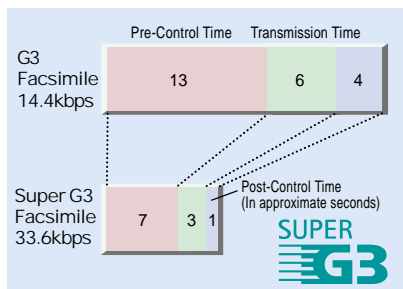 Pre-Control Time Transmission Time
G3
Facsimile
14.4kbps
13 6 4
Super G3
Facsimile
33.6kbps
7 3 1
Post-Control Time
(In approximate seconds)
SUPER
G3